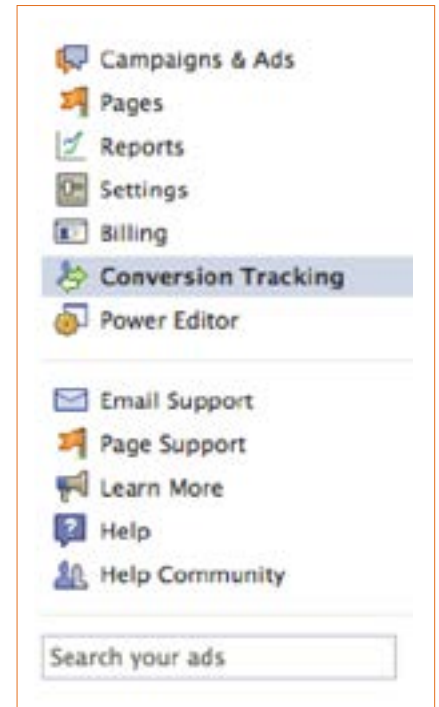 Campaigns & Ads
Pages
Reports
Settings
Billing
Conversion Tracking
Power Editor
Email Support
Page Support
Learn More
Help
Help Community
Search your ads